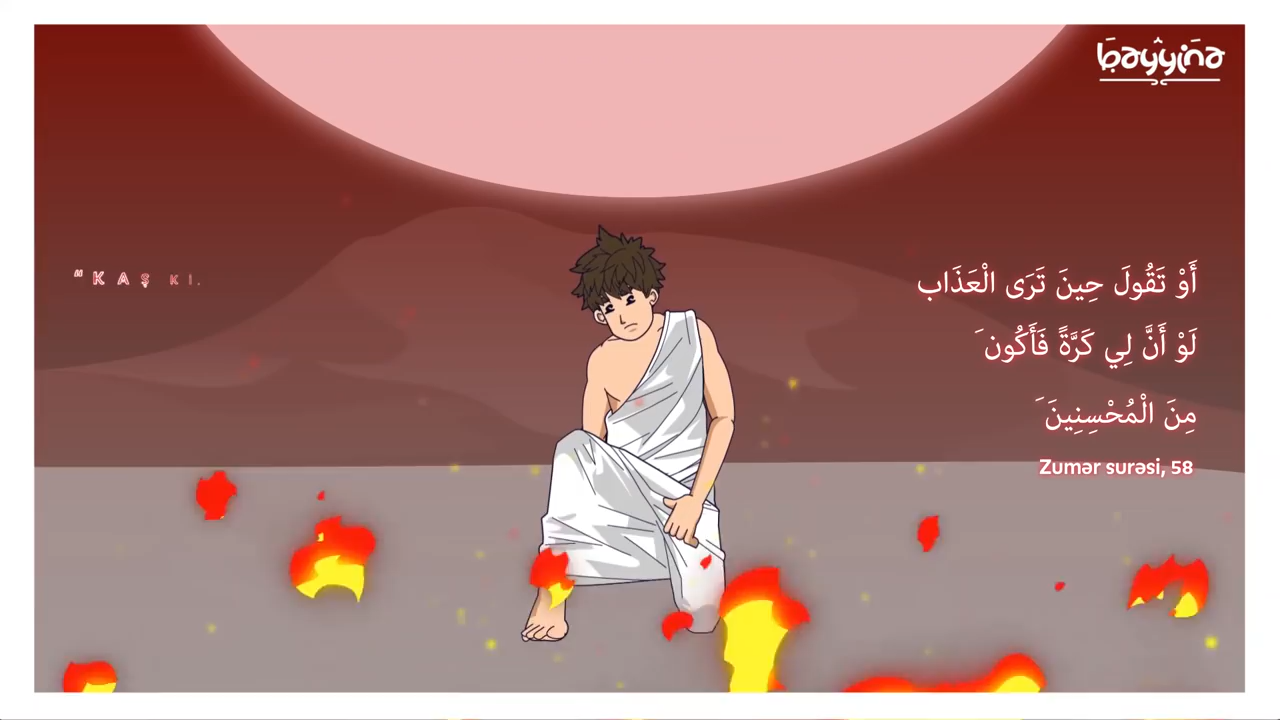 bayyina
“KAŞ Kİ.
أَوْ تَقُولَ حِينَ تَرَى الْعَذَاب
لَوْ أَنَّ لِي كَرَّةً فَأَكُون َ
مِنَ الْمُحْسِنِينَ َ
Zumər surəsi, 58